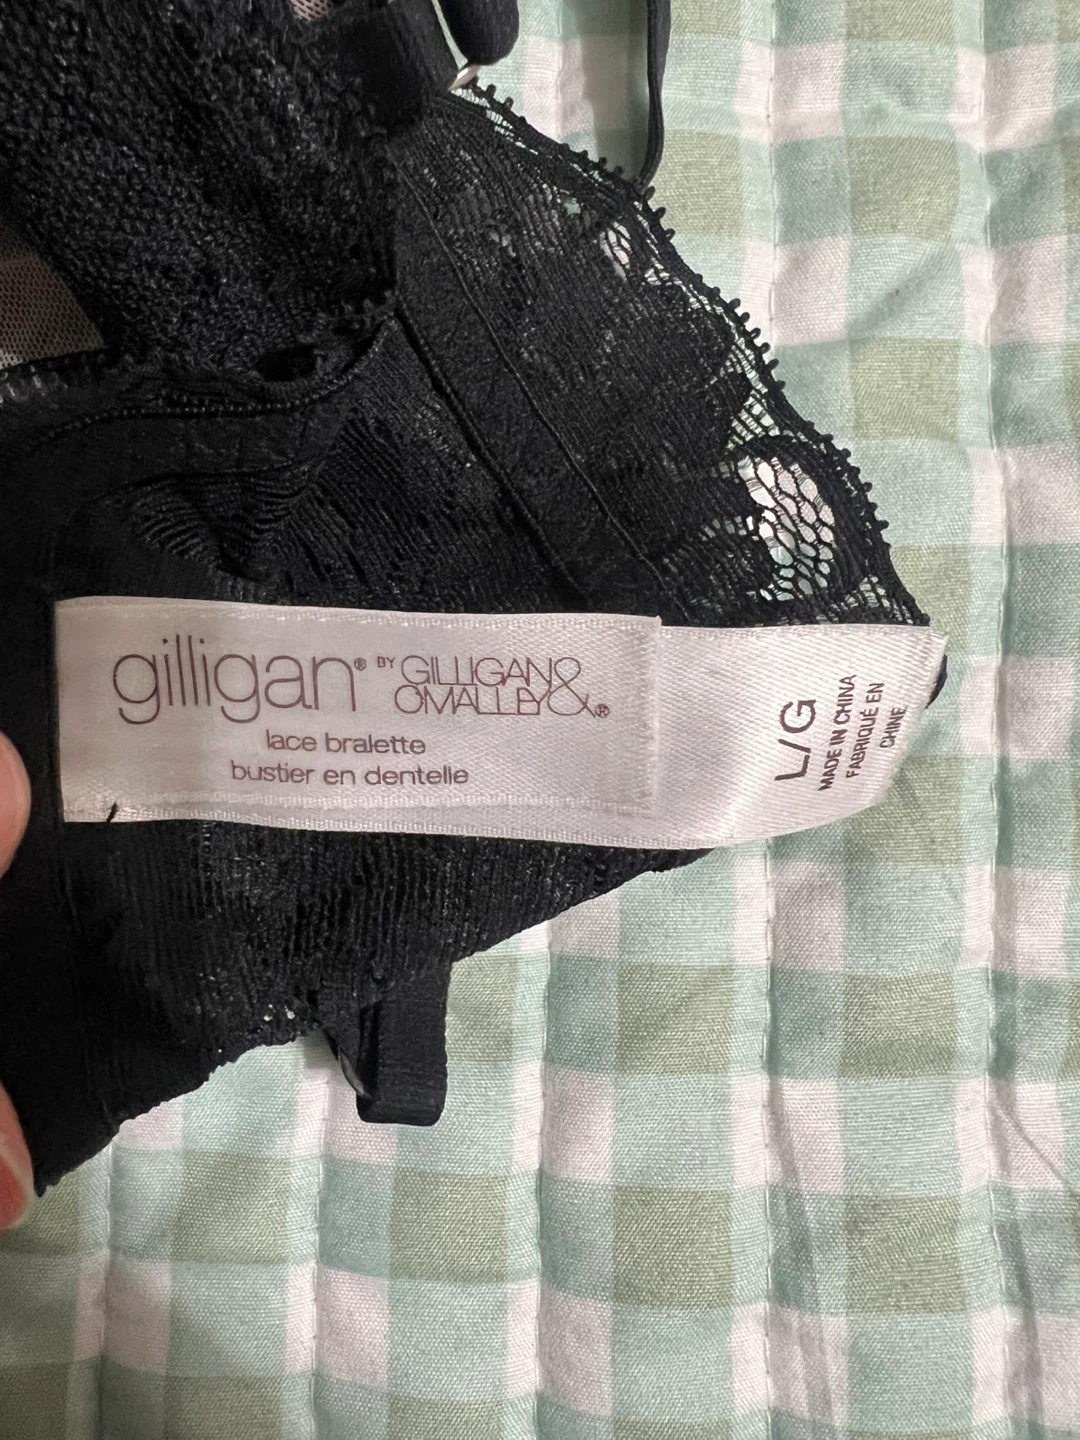 gilligan® BY GILLIGAN & O'MALLEY®
lace bralette
bustier en dentelle
L/G
MADE IN CHINA
FABRIQUÉ EN
CHINE